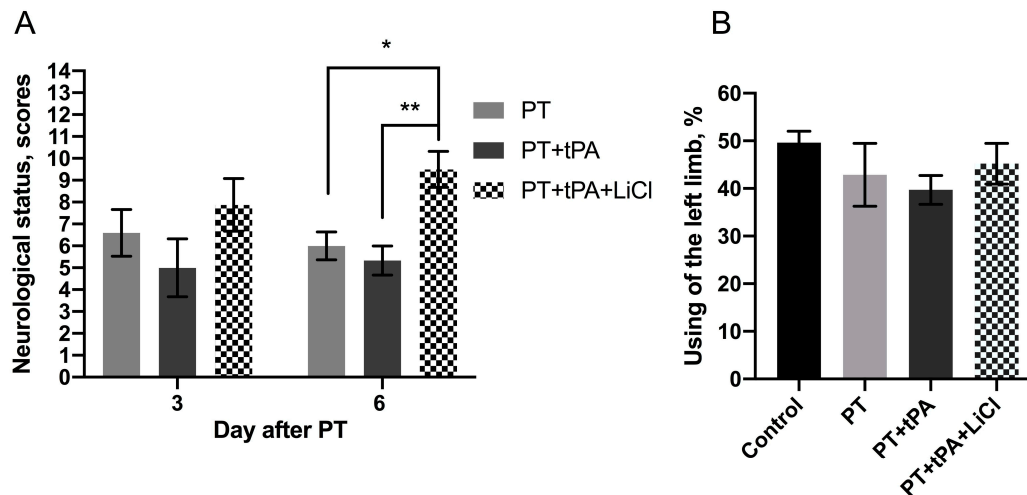 A
Neurological status, scores
14
13
12
11
10
9
8
7
6
5
4
3
2
1
0
*
**
3
6
Day after PT
PT
PT+tPA
PT+tPA+LiCl
B
Using of the left limb, %
60
50
40
30
20
10
0
Control
PT
PT+tPA
PT+tPA+LiCl